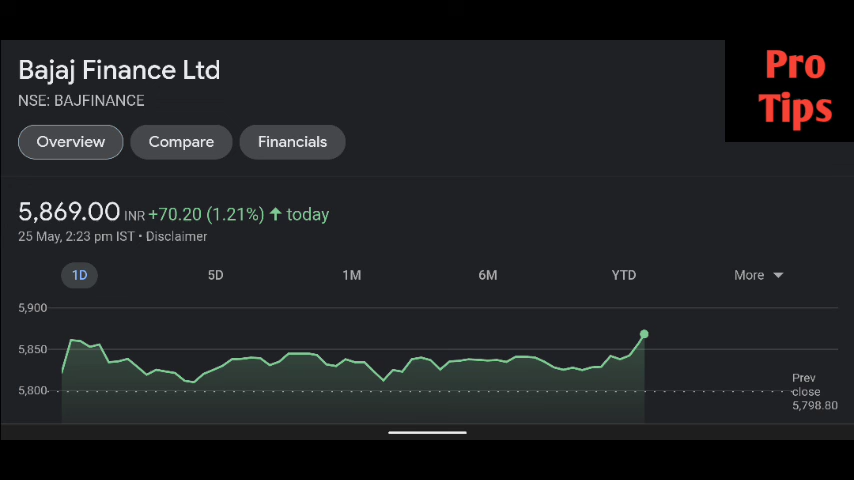 Bajaj Finance Ltd
NSE: BAJFINANCE
Pro
Tips
Overview Compare Financials
5,869.00 INR +70.20 (1.21%) ↑ today
25 May, 2:23 pm IST • Disclaimer
1D 5D 1M 6M YTD More
5,900
5,850
5,800
Prev
close
5,798.80